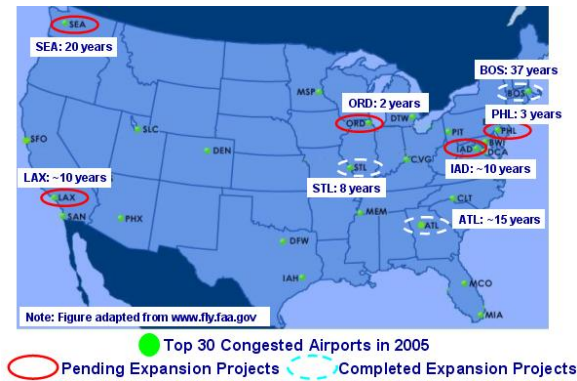 SEA
SEA: 20 years
BOS: 37 years
MSP
BOS
ORD: 2 years
DTW
PHL: 3 years
ORD
PIT
PHL
SFO
SLC
BWI
IAD
DCA
DEN
CVG
LAX: ~10 years
STL
IAD: ~10 years
LAX
STL: 8 years
CLT
SAN
PHX
MEM
ATL: ~15 years
ATL
DFW
IAH
MCO
Note: Figure adapted from www.fly.faa.gov
MIA
Top 30 Congested Airports in 2005
Pending Expansion Projects
Completed Expansion Projects